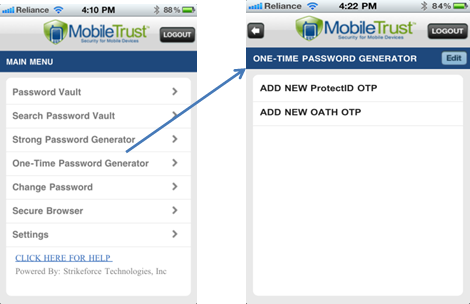 Reliance 4:10 PM 88%
MobileTrust™
Security for Mobile Devices
LOGOUT
MAIN MENU
Password Vault
Search Password Vault
Strong Password Generator
One-Time Password Generator
Change Password
Secure Browser
Settings
CLICK HERE FOR HELP
Powered By: Strikeforce Technologies, Inc
Reliance 4:22 PM 84%
MobileTrust™
Security for Mobile Devices
LOGOUT
ONE-TIME PASSWORD GENERATOR Edit
ADD NEW ProtectID OTP
ADD NEW OATH OTP